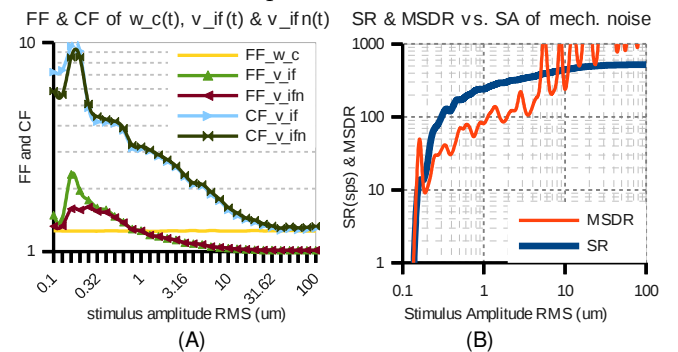 FF & CF of w_c(t), v_if(t) & v_ifn(t)
10
FF and CF
1
FF_w_c
FF_v_if
FF_v_ifn
CF_v_if
CF_v_ifn
0.1
0.32
1
3.16
10
31.62
100
stimulus amplitude RMS (um)
(A)
SR & MSDR vs. SA of mech. noise
1000
100
10
1
SR(sps) & MSDR
MSDR
SR
0.1
1
10
100
Stimulus Amplitude RMS (um)
(B)